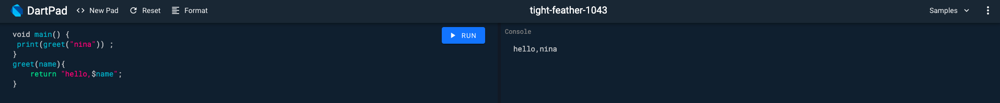 DartPad <> New Pad Reset Format tight-feather-1043 Samples
void main() {
 print(greet("nina")) ;
}
greet(name){
    return "hello,$name";
}
RUN
Console
hello,nina